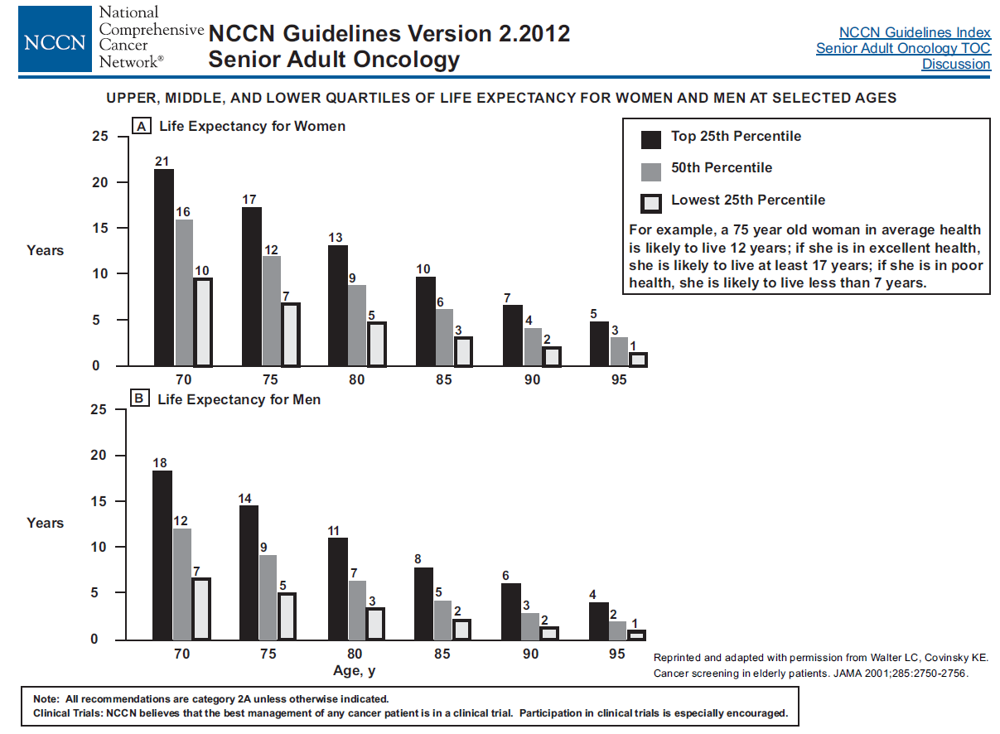 NCCN
National
Comprehensive
Cancer
Network®
NCCN Guidelines Version 2.2012
Senior Adult Oncology
NCCN Guidelines Index
Senior Adult Oncology TOC
Discussion
UPPER, MIDDLE, AND LOWER QUARTILES OF LIFE EXPECTANCY FOR WOMEN AND MEN AT SELECTED AGES
A Life Expectancy for Women
25
20
15
10
5
0
Years
21
16
10
17
12
7
13
9
5
10
6
3
7
4
2
5
3
1
70 75 80 85 90 95
Top 25th Percentile
50th Percentile
Lowest 25th Percentile
For example, a 75 year old woman in average health
is likely to live 12 years; if she is in excellent health,
she is likely to live at least 17 years; if she is in poor
health, she is likely to live less than 7 years.
B Life Expectancy for Men
25
20
15
10
5
0
Years
18
12
7
14
9
5
11
7
3
8
5
2
6
3
2
4
2
1
70 75 80 85 90 95
Age, y
Reprinted and adapted with permission from Walter LC, Covinsky KE.
Cancer screening in elderly patients. JAMA 2001;285:2750-2756.
Note: All recommendations are category 2A unless otherwise indicated.
Clinical Trials: NCCN believes that the best management of any cancer patient is in a clinical trial. Participation in clinical trials is especially encouraged.